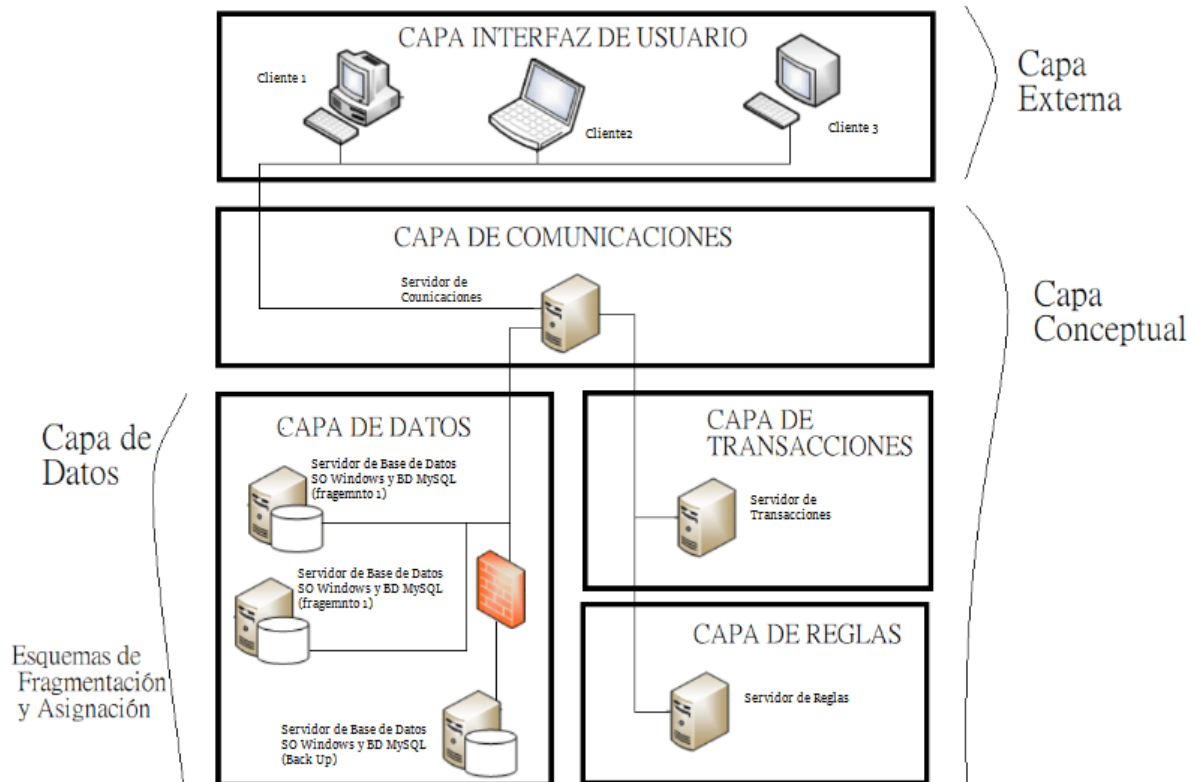 CAPA INTERFAZ DE USUARIO
Cliente 1
Cliente2
Cliente 3
Capa
Externa
CAPA DE COMUNICACIONES
Servidor de
Counicaciones
Capa
Conceptual
Capa de
Datos
CAPA DE DATOS
Servidor de Base de Datos
SO Windows y BD MySQL
(fragemnto 1)
Servidor de Base de Datos
SO Windows y BD MySQL
(fragemnto 1)
Esquemas de
Fragmentación
y Asignación
Servidor de Base de Datos
SO Windows y BD MySQL
(Back Up)
CAPA DE
TRANSACCIONES
Servidor de
Transacciones
CAPA DE REGLAS
Servidor de Reglas